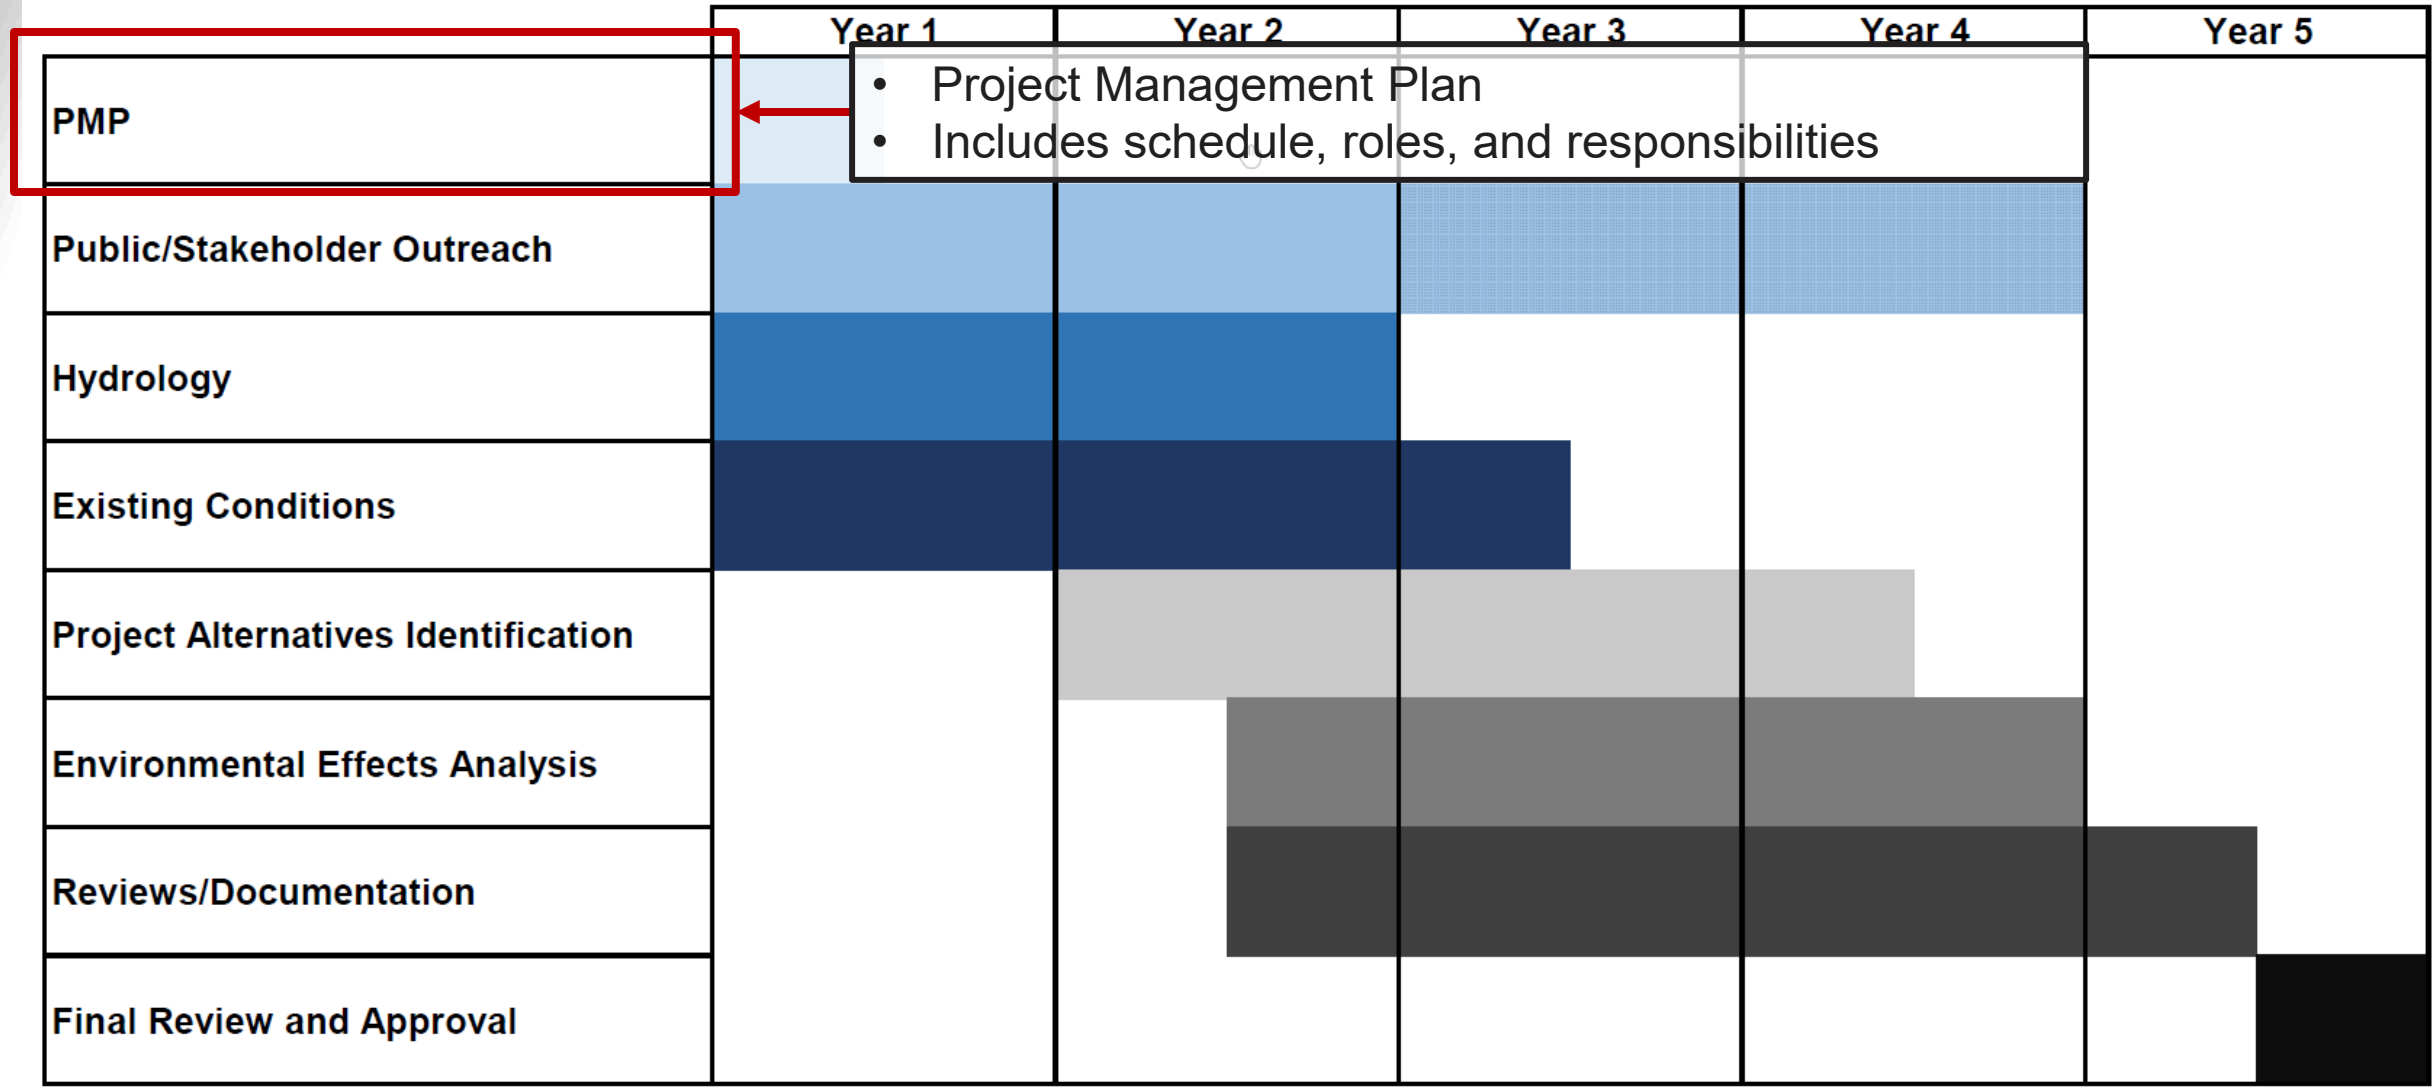 Year 1 Year 2 Year 3 Year 4 Year 5
PMP
• Project Management Plan
• Includes schedule, roles, and responsibilities
Public/Stakeholder Outreach
Hydrology
Existing Conditions
Project Alternatives Identification
Environmental Effects Analysis
Reviews/Documentation
Final Review and Approval